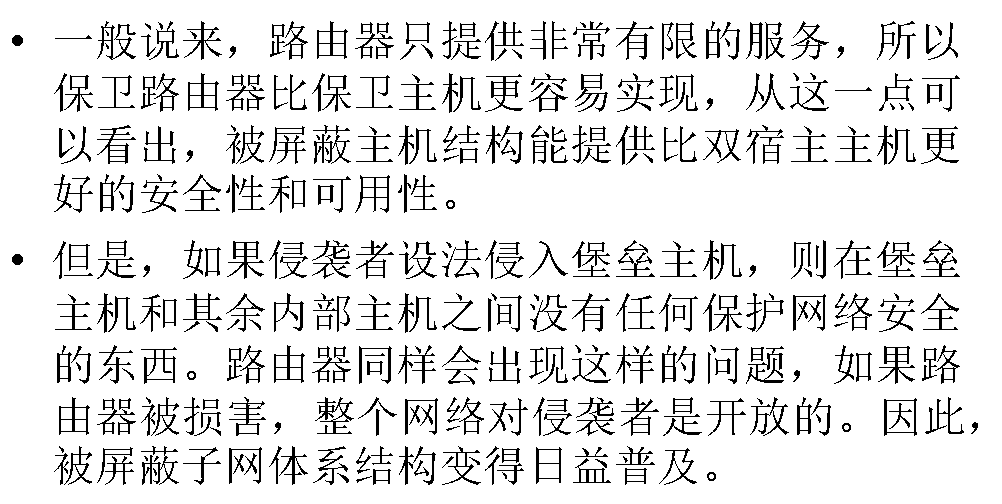 • 一般说来，路由器只提供非常有限的服务，所以
保卫路由器比保卫主机更容易实现，从这一点可
以看出，被屏蔽主机结构能提供比双宿主主机更
好的安全性和可用性。
• 但是，如果侵袭者设法侵入堡垒主机，则在堡垒
主机和其余内部主机之间没有任何保护网络安全
的东西。路由器同样会出现这样的问题，如果路
由器被损害，整个网络对侵袭者是开放的。因此，
被屏蔽子网体系结构变得日益普及。